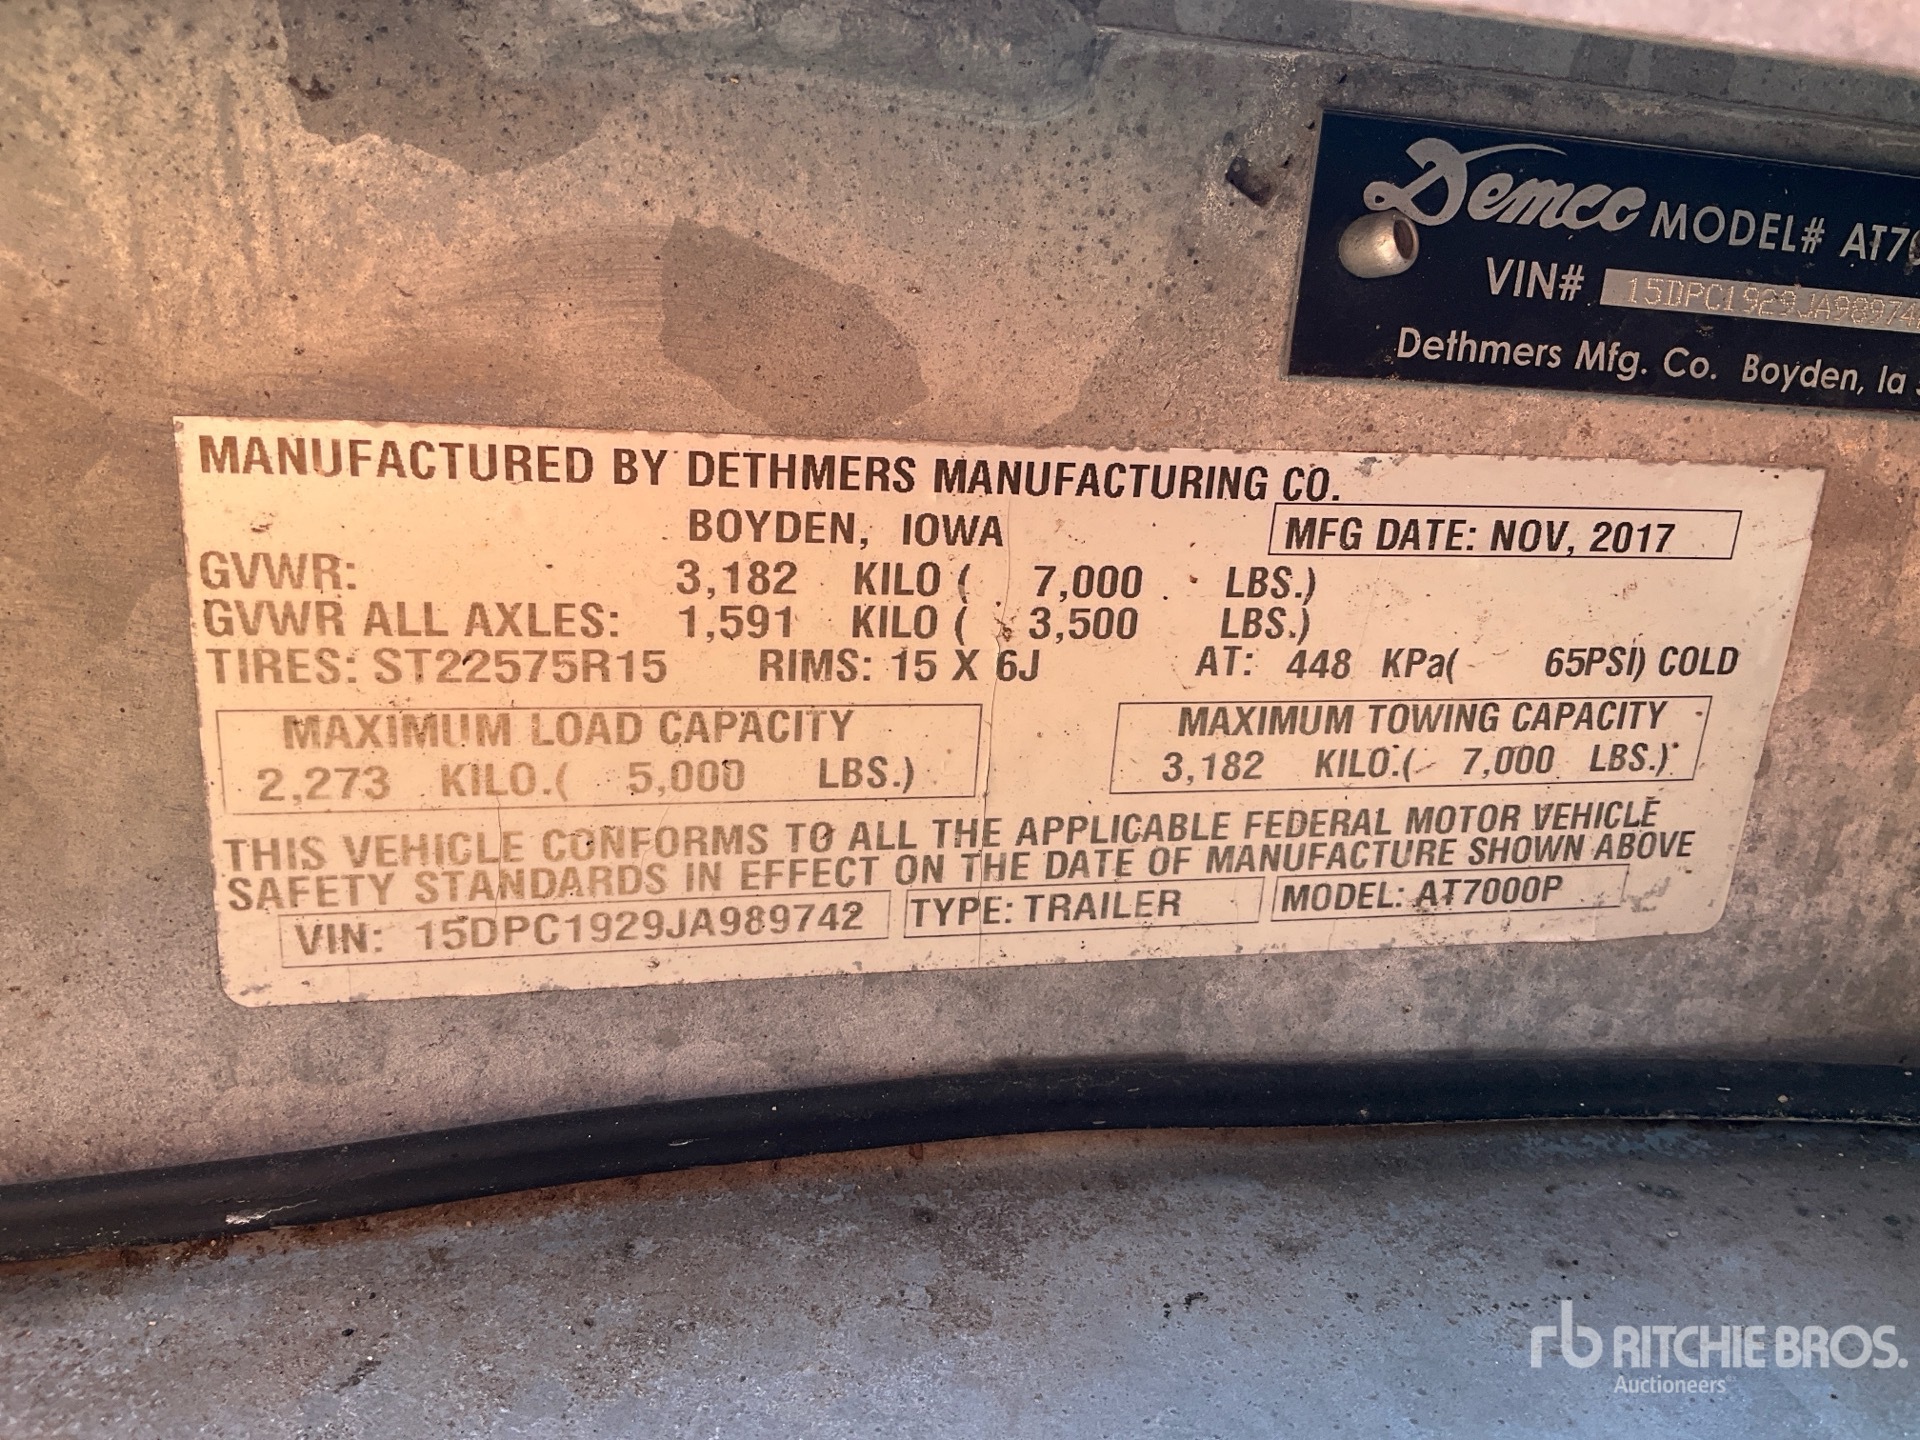 Demco MODEL# AT70
VIN# 15DPC1929JA98974
Dethmers Mfg. Co. Boyden, Ia
MANUFACTURED BY DETHMERS MANUFACTURING CO.
BOYDEN, IOWA MFG DATE: NOV, 2017
GVWR: 3,182 KILO ( 7,000 LBS.)
GVWR ALL AXLES: 1,591 KILO ( 3,500 LBS.)
TIRES: ST22575R15 RIMS: 15 X 6J AT: 448 KPa( 65PSI) COLD
MAXIMUM LOAD CAPACITY
2,273 KILO.( 5,000 LBS.)
MAXIMUM TOWING CAPACITY
3,182 KILO.( 7,000 LBS.)
THIS VEHICLE CONFORMS TO ALL THE APPLICABLE FEDERAL MOTOR VEHICLE
SAFETY STANDARDS IN EFFECT ON THE DATE OF MANUFACTURE SHOWN ABOVE
VIN: 15DPC1929JA989742 TYPE: TRAILER MODEL: AT7000P
rb RITCHIE BROS.
Auctioneers